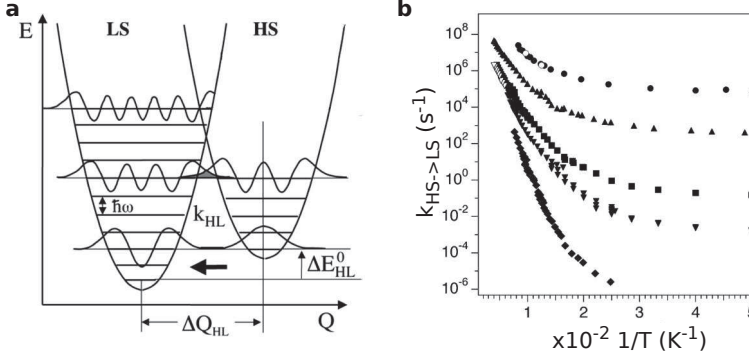 a
E
LS
HS
ħω
k_HL
ΔE⁰_HL
ΔQ_HL
Q
b
k_HS->LS (s⁻¹)
10⁸
10⁶
10⁴
10²
10⁰
10⁻²
10⁻⁴
10⁻⁶
1
2
3
4
5
x10⁻² 1/T (K⁻¹)